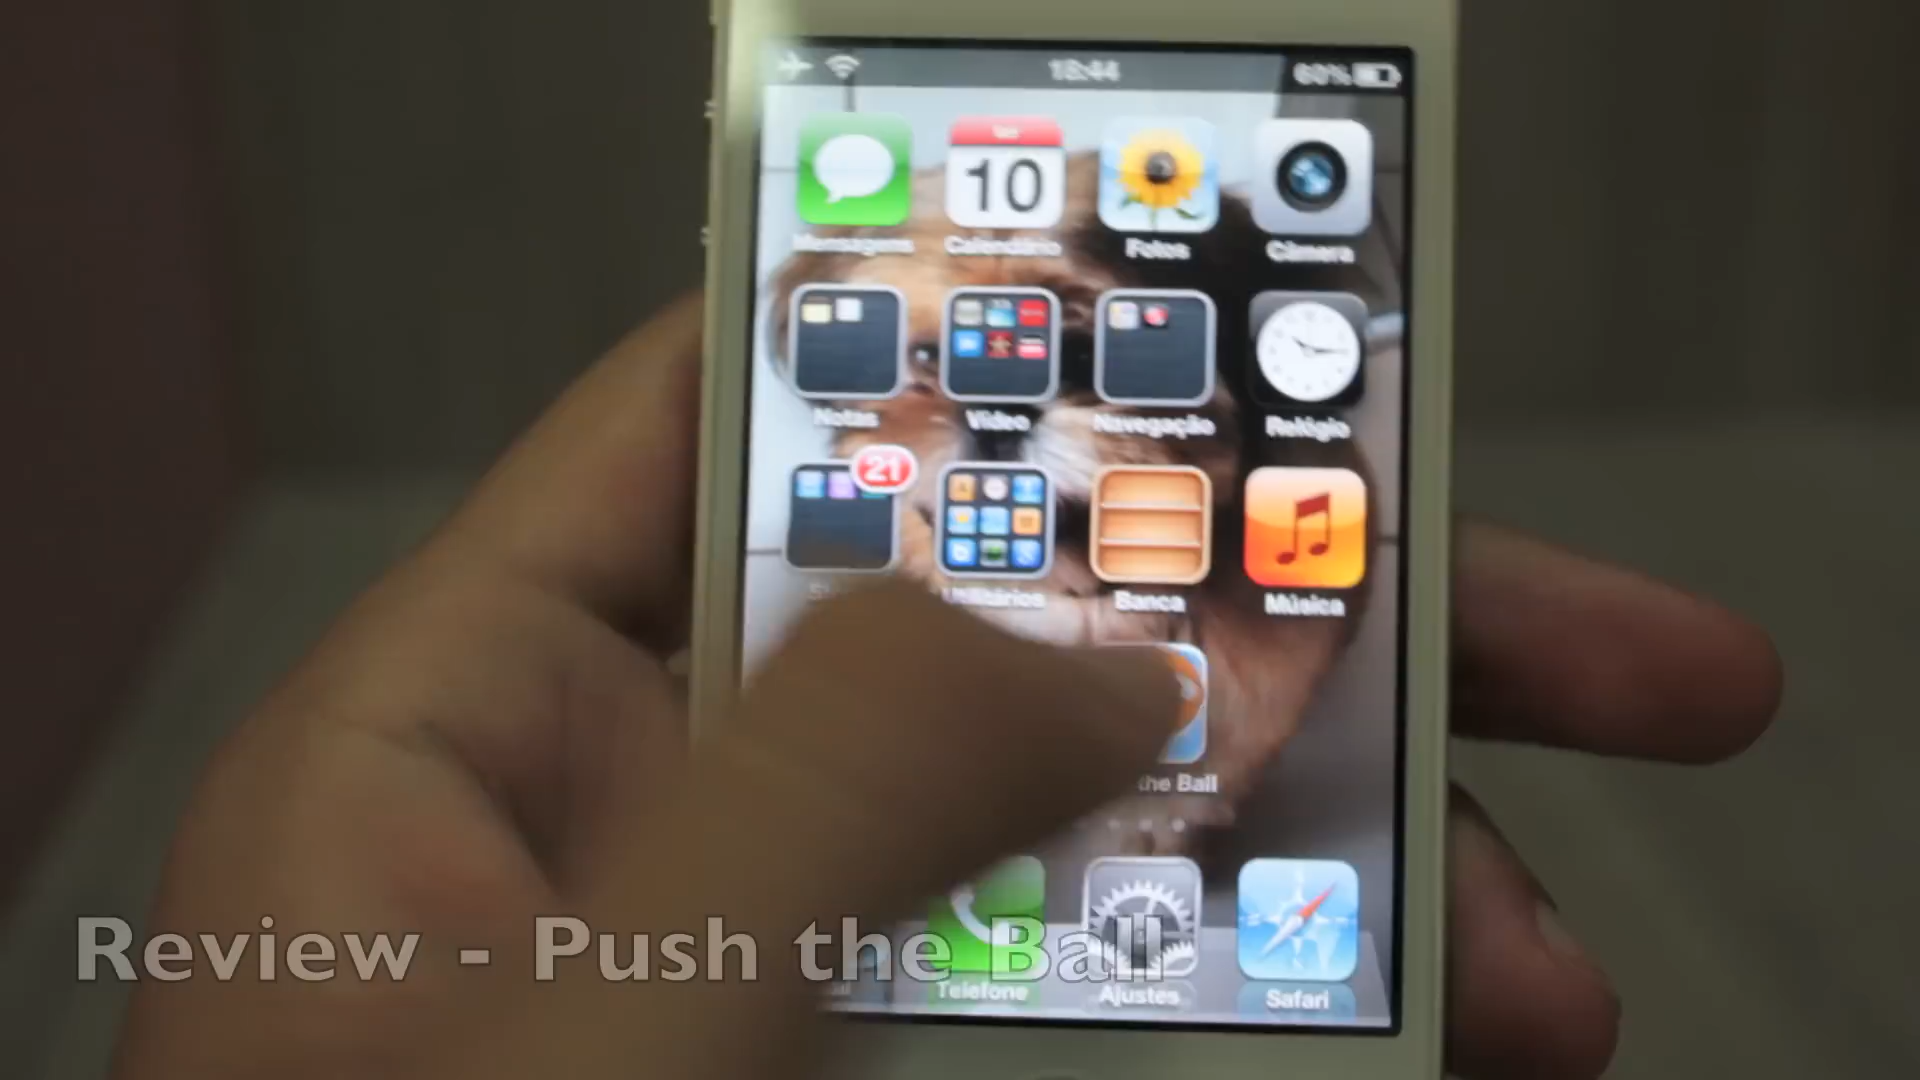 18:44 60%
10
Mensagens Calendário Fotos Câmera
Notas Vídeo Navegação Relógio
21
Utilitários Banca Música
the Ball
Telefone Ajustes Safari
Review - Push the Ball